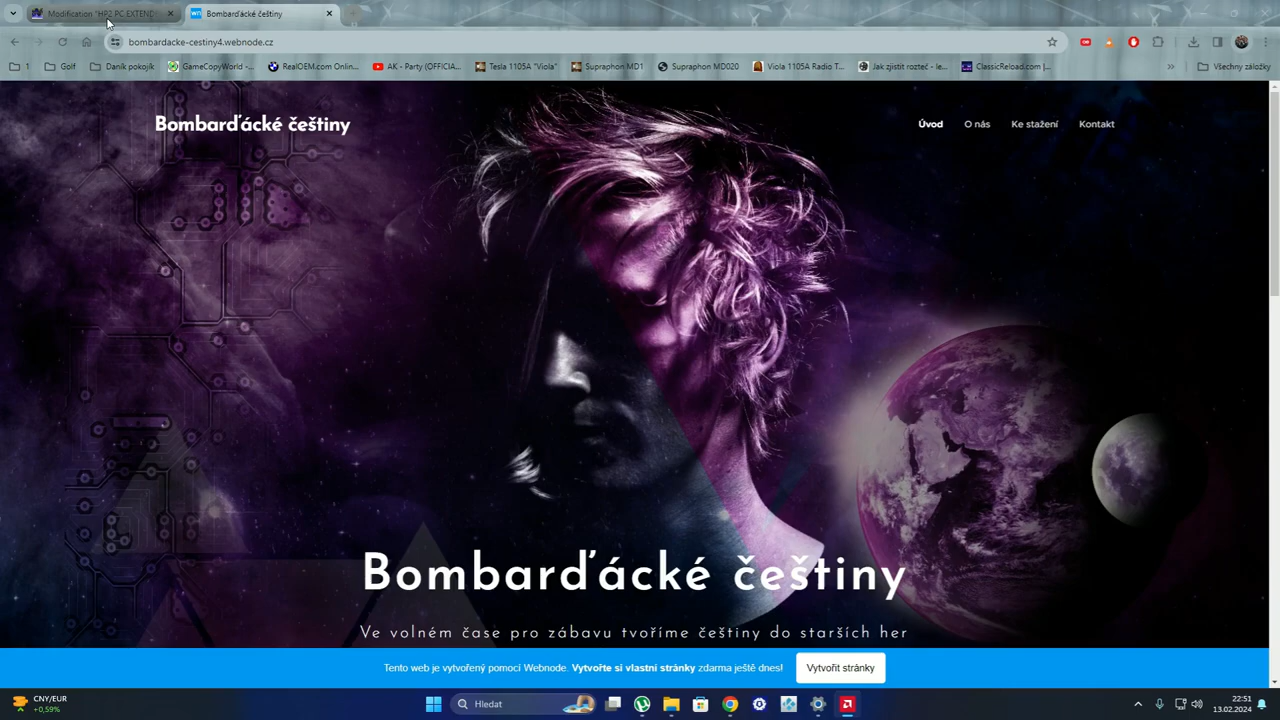 Modification "HP2 PC EXTEND
Bombarďácké češtiny
bombardacke-cestiny4.webnode.cz
1
Golf
Daník pokojík
GameCopyWorld -...
RealOEM.com Onlin...
AK - Party (OFFICIA...
Tesla 1105A "Viola"
Supraphon MD1
Supraphon MD020
Viola 1105A Radio T...
Jak zjistit rozteč - le...
ClassicReload.com |...
»
Všechny záložky
Bombarďácké češtiny
Úvod
O nás
Ke stažení
Kontakt
Bombarďácké češtiny
Ve volném čase pro zábavu tvoříme češtiny do starších her
Tento web je vytvořený pomocí Webnode. Vytvořte si vlastní stránky zdarma ještě dnes!
Vytvořit stránky
CNY/EUR
+0,59%
Hledat
22:51
13.02.2024